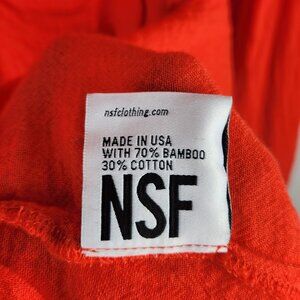 nsfclothing.com
MADE IN USA
WITH 70% BAMBOO
30% COTTON
NSF